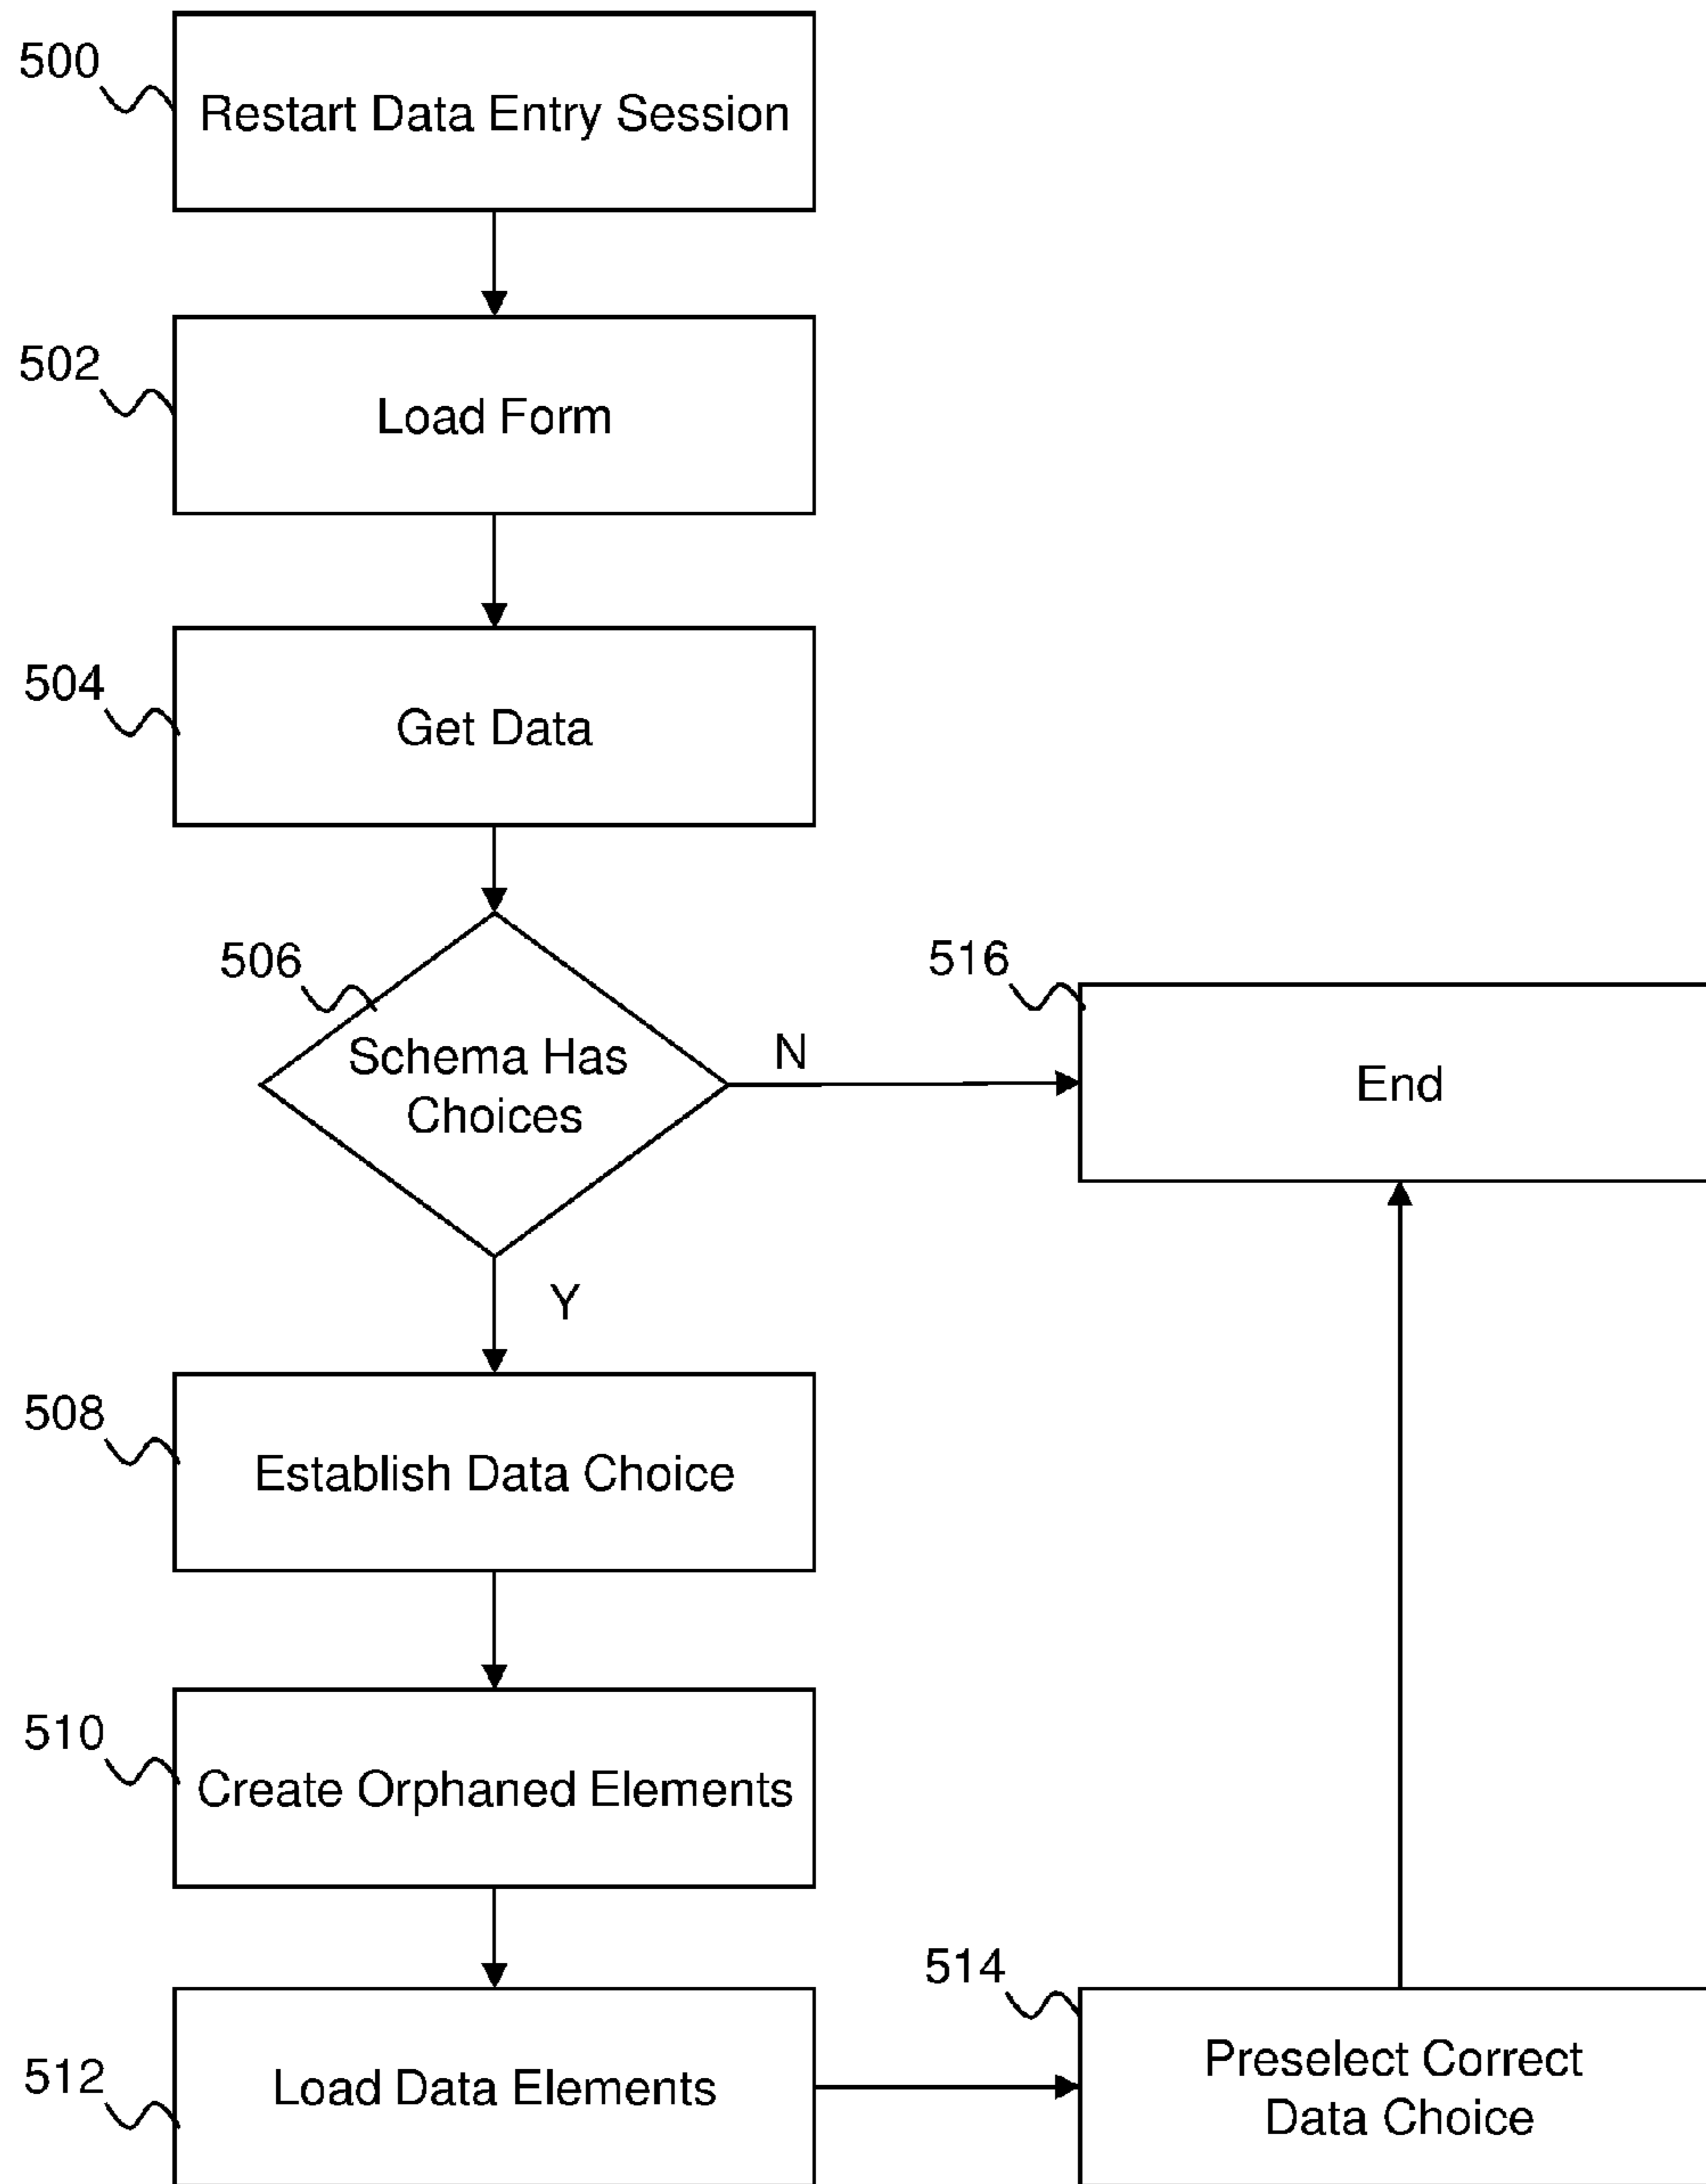 500
Restart Data Entry Session
502
Load Form
504
Get Data
506
Schema Has
Choices
N
516
End
Y
508
Establish Data Choice
510
Create Orphaned Elements
512
Load Data Elements
514
Preselect Correct
Data Choice